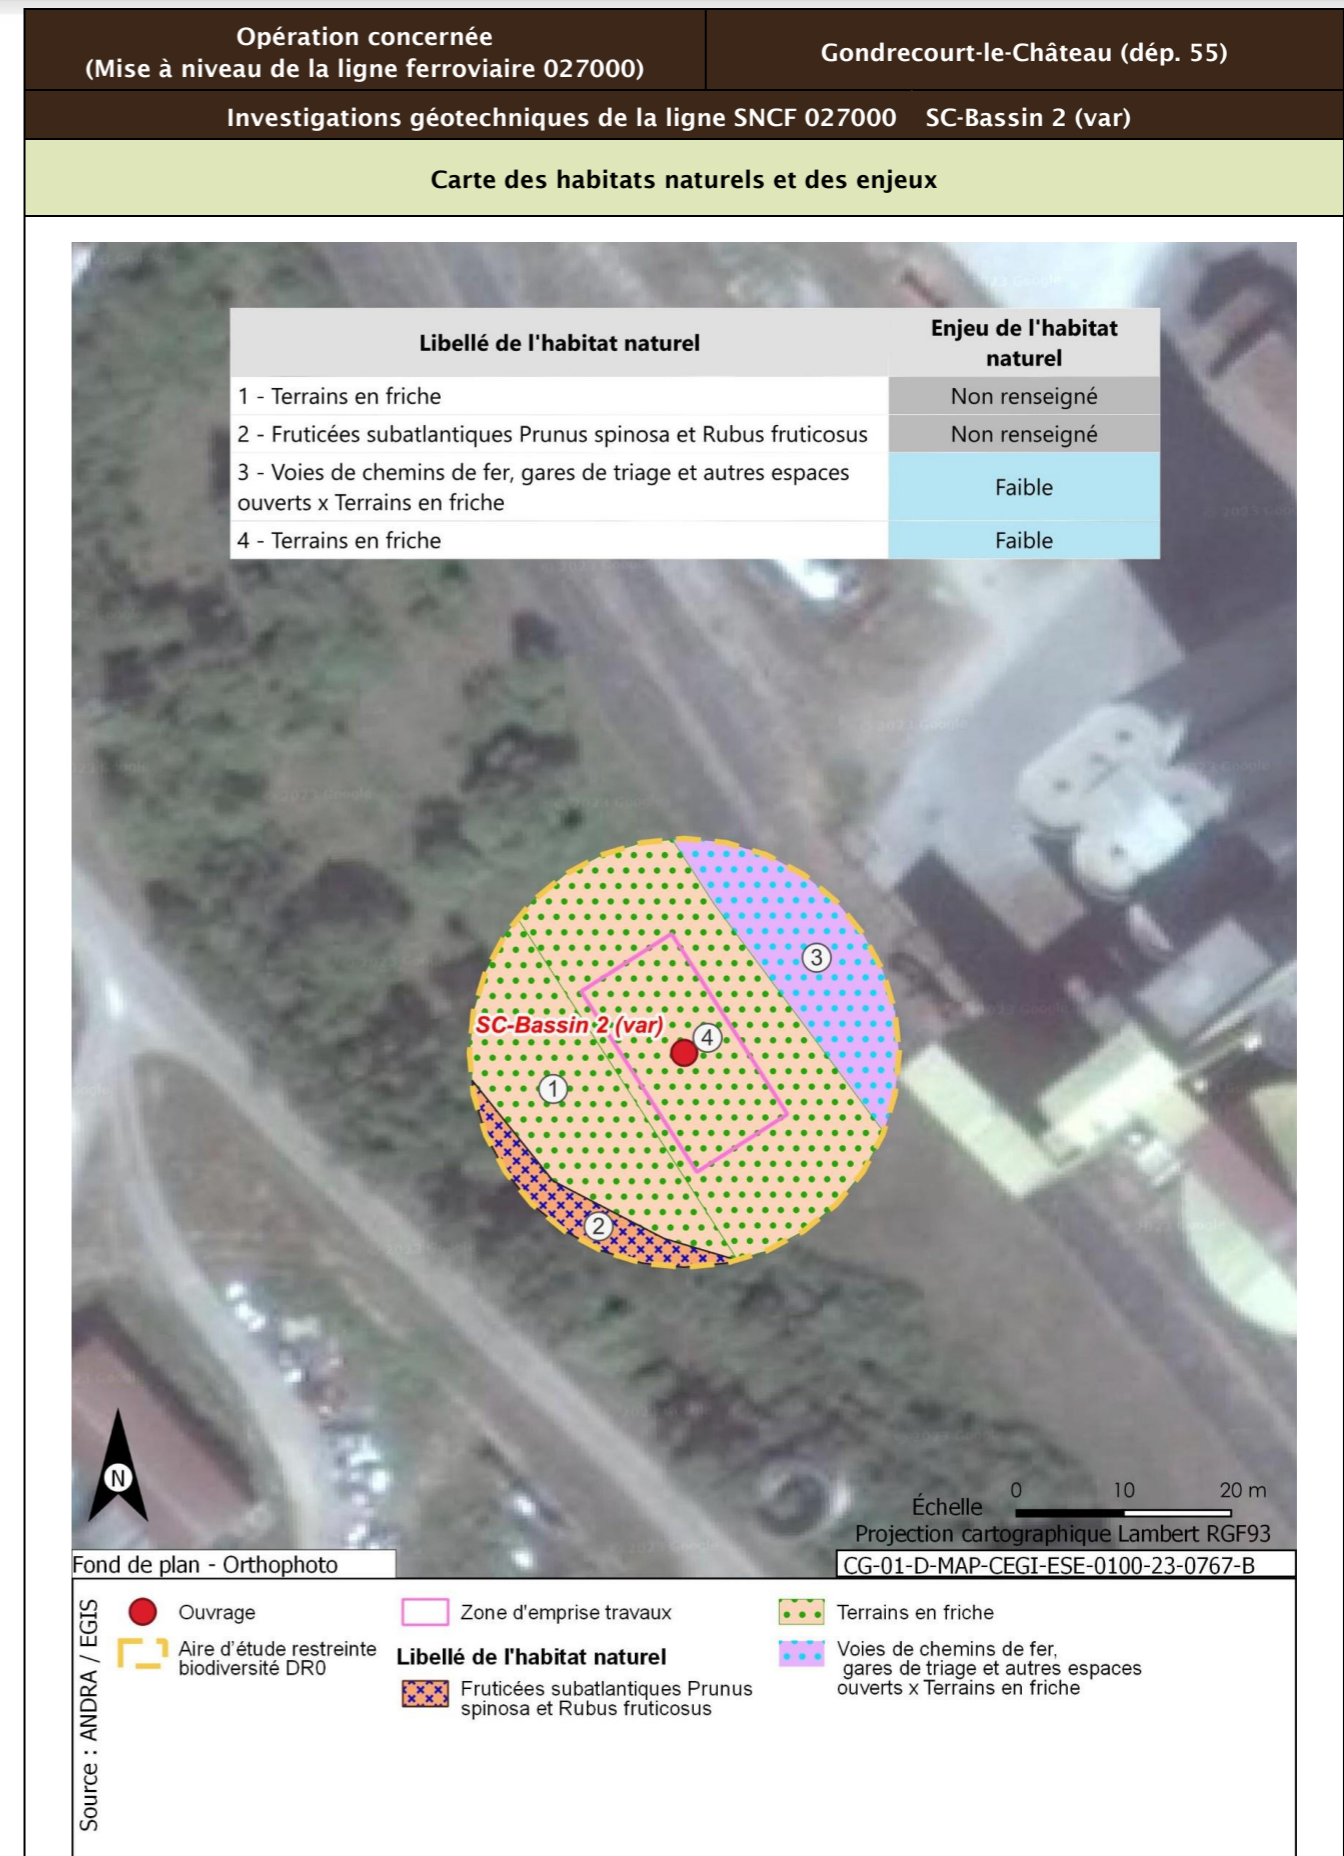 Opération concernée
(Mise à niveau de la ligne ferroviaire 027000)
Gondrecourt-le-Château (dép. 55)
Investigations géotechniques de la ligne SNCF 027000 SC-Bassin 2 (var)
Carte des habitats naturels et des enjeux
Libellé de l'habitat naturel
Enjeu de l'habitat
naturel
1 - Terrains en friche
Non renseigné
2 - Fruticées subatlantiques Prunus spinosa et Rubus fruticosus
Non renseigné
3 - Voies de chemins de fer, gares de triage et autres espaces
ouverts x Terrains en friche
Faible
4 - Terrains en friche
Faible
3
SC-Bassin 2 (var)
4
1
2
N
0 10 20 m
Échelle
Projection cartographique Lambert RGF93
Fond de plan - Orthophoto
CG-01-D-MAP-CEGI-ESE-0100-23-0767-B
Source : ANDRA / EGIS
Ouvrage
Aire d'étude restreinte
biodiversité DR0
Zone d'emprise travaux
Libellé de l'habitat naturel
Fruticées subatlantiques Prunus
spinosa et Rubus fruticosus
Terrains en friche
Voies de chemins de fer,
gares de triage et autres espaces
ouverts x Terrains en friche